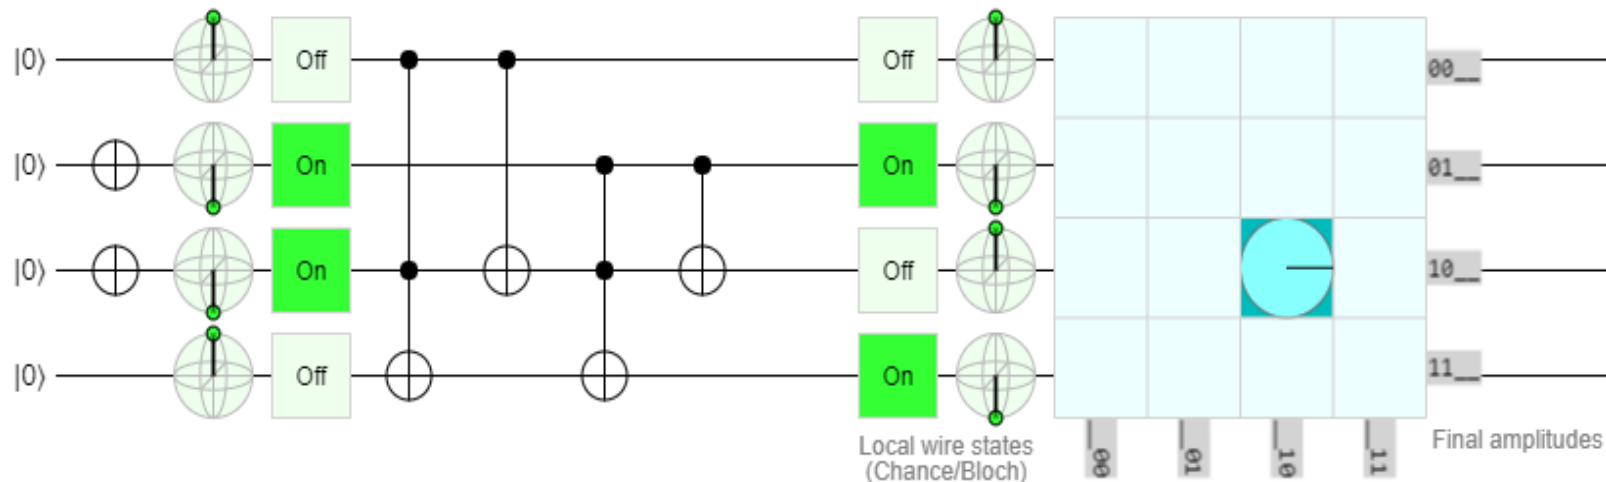 |0⟩ Off Off 00__
|0⟩ On On 01__
|0⟩ On Off 10__
|0⟩ Off On 11__
Local wire states
(Chance/Bloch)
__00 __01 __10 __11
Final amplitudes